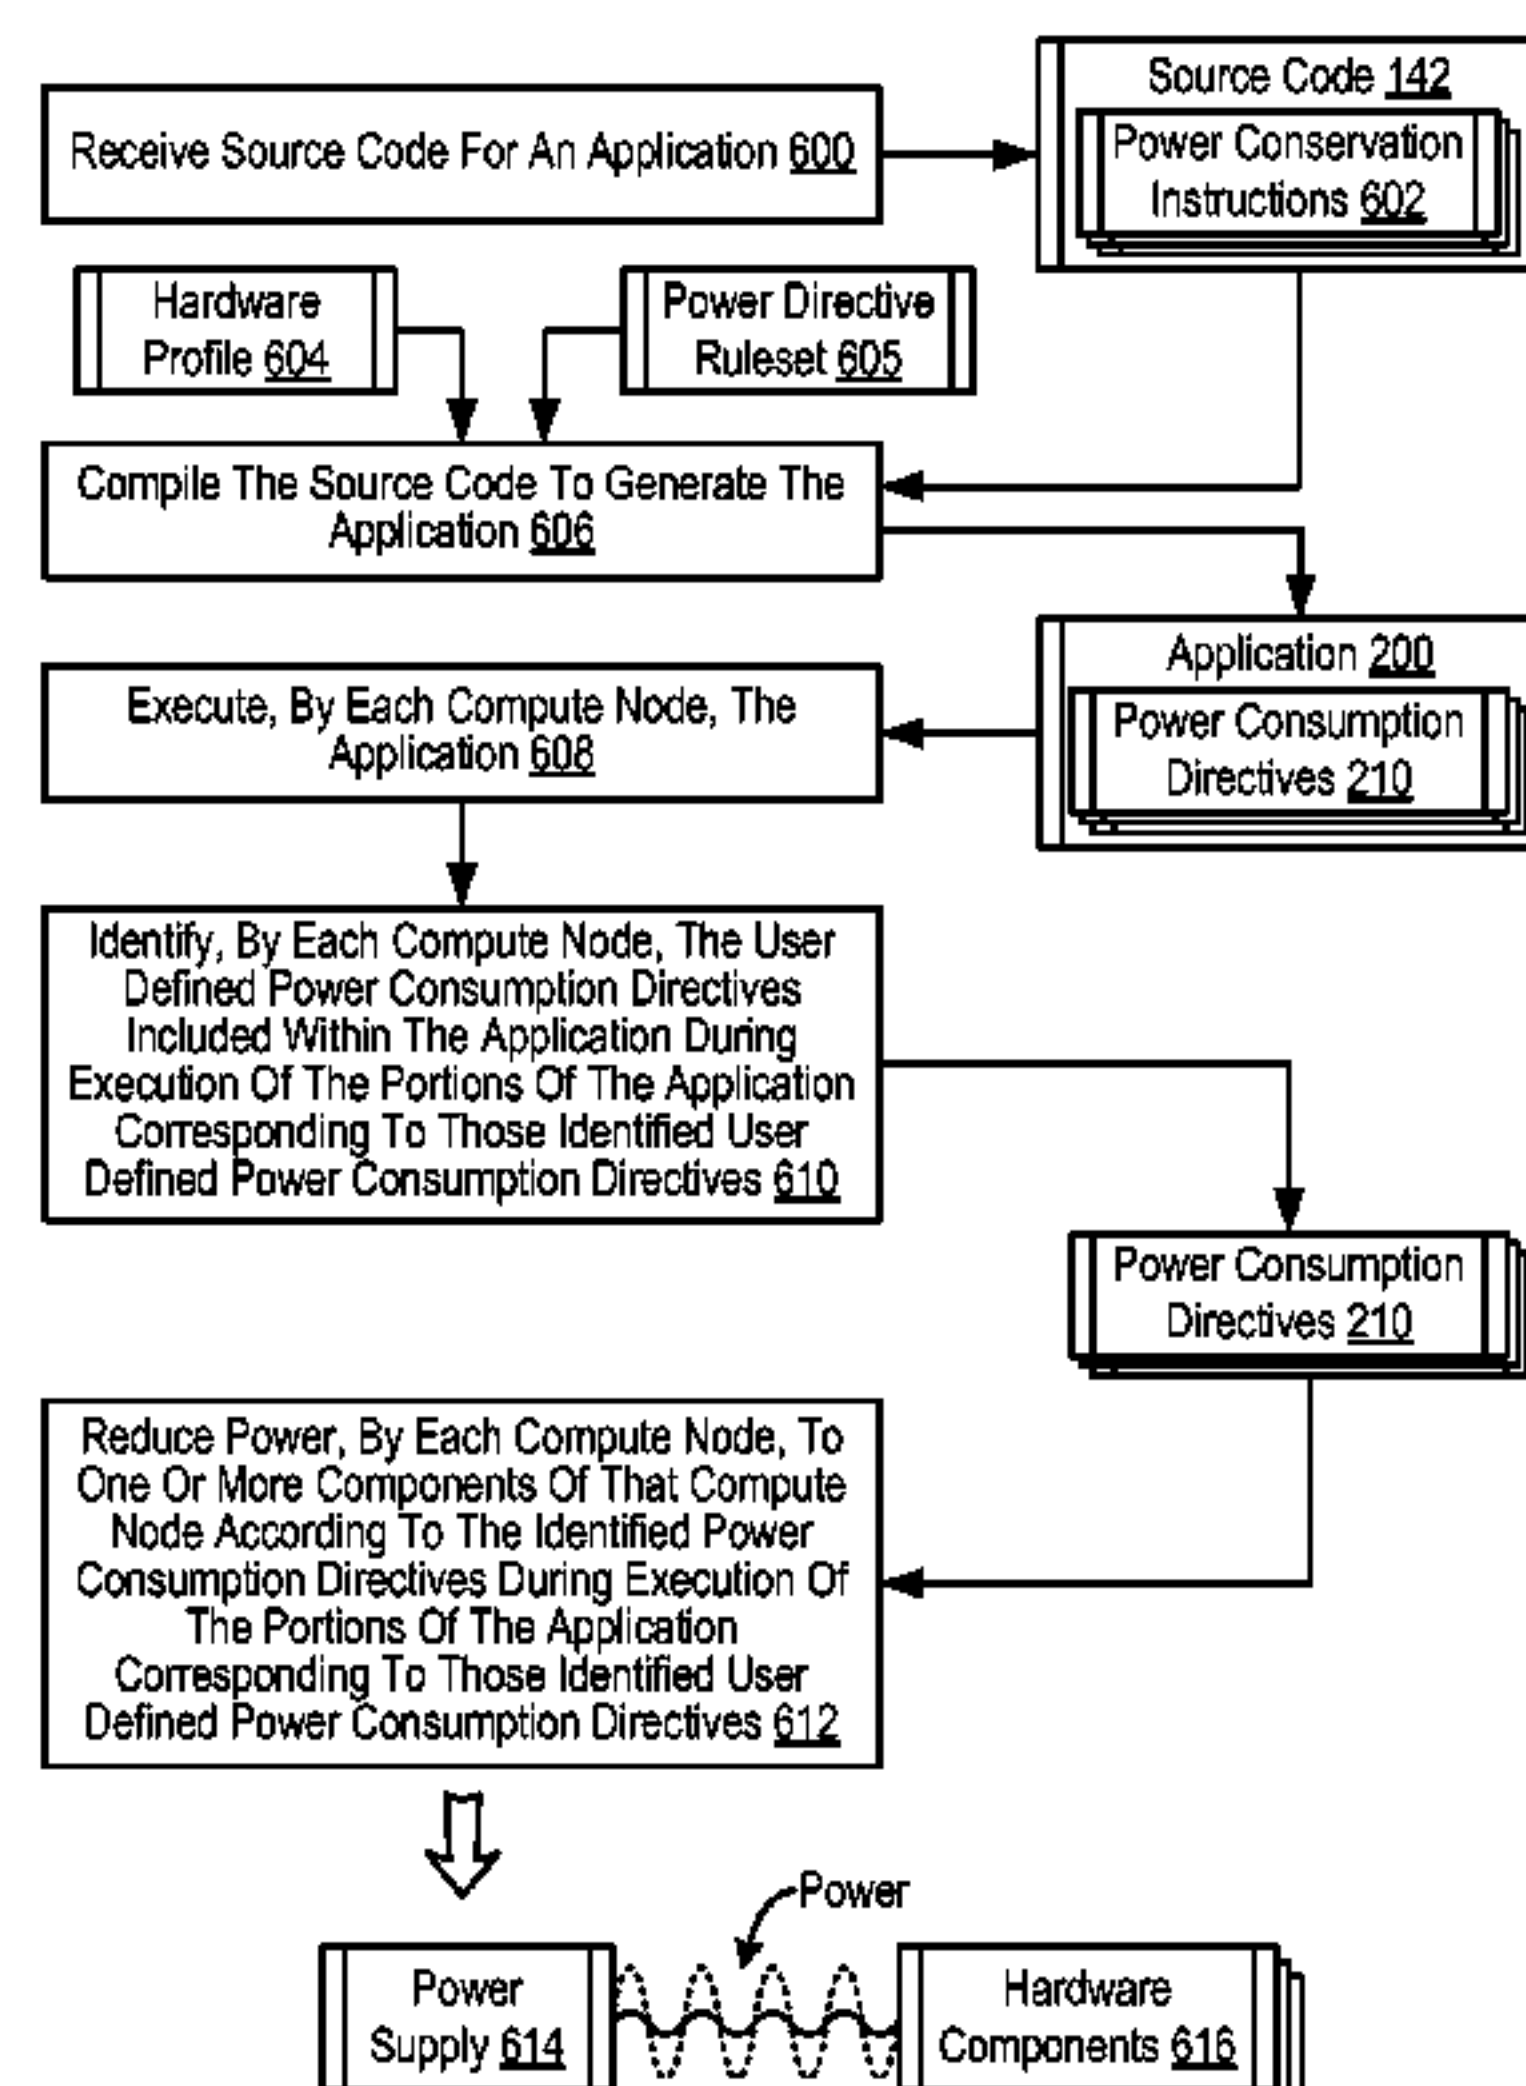 Receive Source Code For An Application 600
Source Code 142
Power Conservation
Instructions 602
Hardware
Profile 604
Power Directive
Ruleset 605
Compile The Source Code To Generate The
Application 606
Application 200
Power Consumption
Directives 210
Execute, By Each Compute Node, The
Application 608
Identify, By Each Compute Node, The User
Defined Power Consumption Directives
Included Within The Application During
Execution Of The Portions Of The Application
Corresponding To Those Identified User
Defined Power Consumption Directives 610
Power Consumption
Directives 210
Reduce Power, By Each Compute Node, To
One Or More Components Of That Compute
Node According To The Identified Power
Consumption Directives During Execution Of
The Portions Of The Application
Corresponding To Those Identified User
Defined Power Consumption Directives 612
Power
Power
Supply 614
Hardware
Components 616